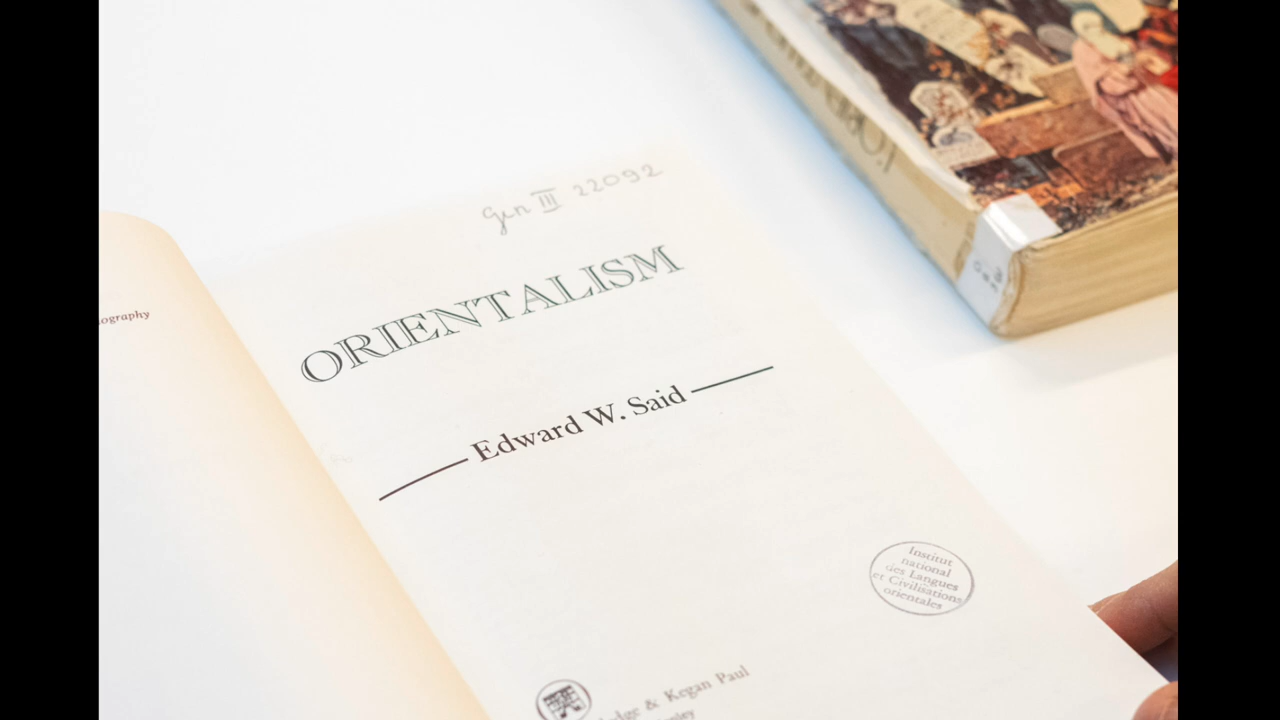 ography
Gen III 22092
ORIENTALISM
Edward W. Said
Institut
national
des Langues
et Civilisations
orientales
& Kegan Paul